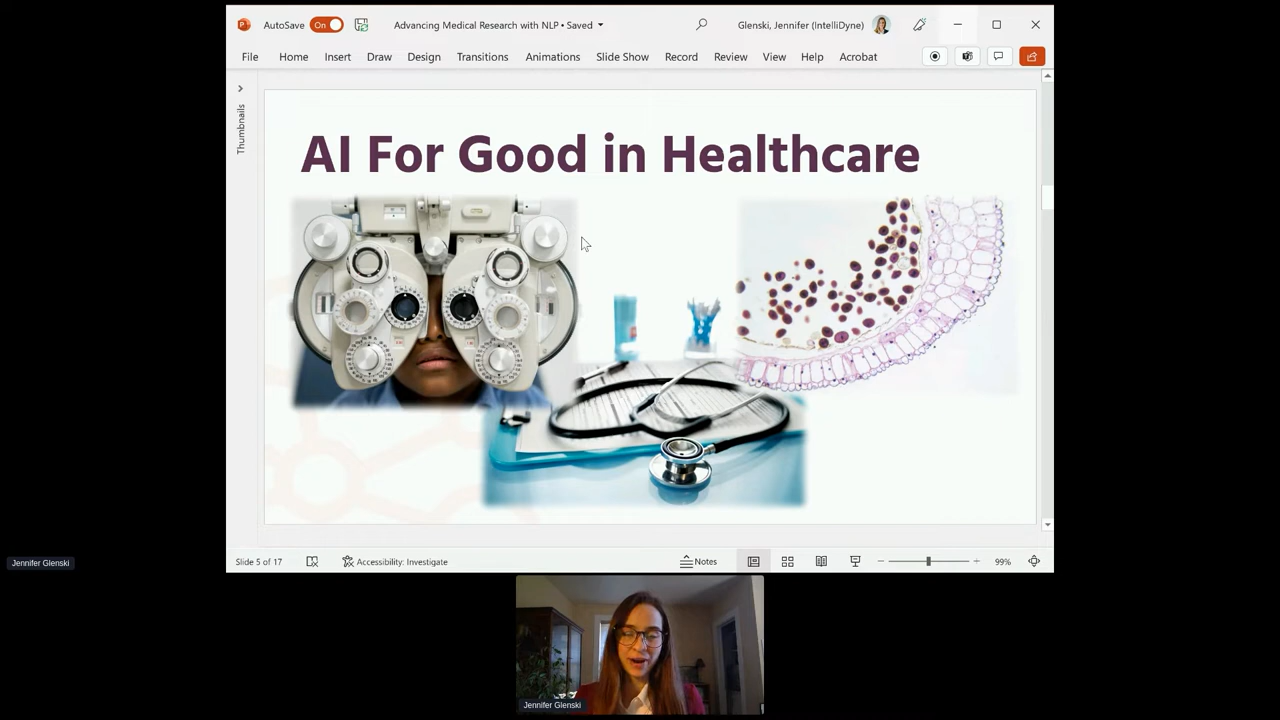 AutoSave On Advancing Medical Research with NLP • Saved Glenski, Jennifer (IntelliDyne)
File Home Insert Draw Design Transitions Animations Slide Show Record Review View Help Acrobat
Thumbnails
AI For Good in Healthcare
Slide 5 of 17 Accessibility: Investigate Notes 99%
Jennifer Glenski
Jennifer Glenski